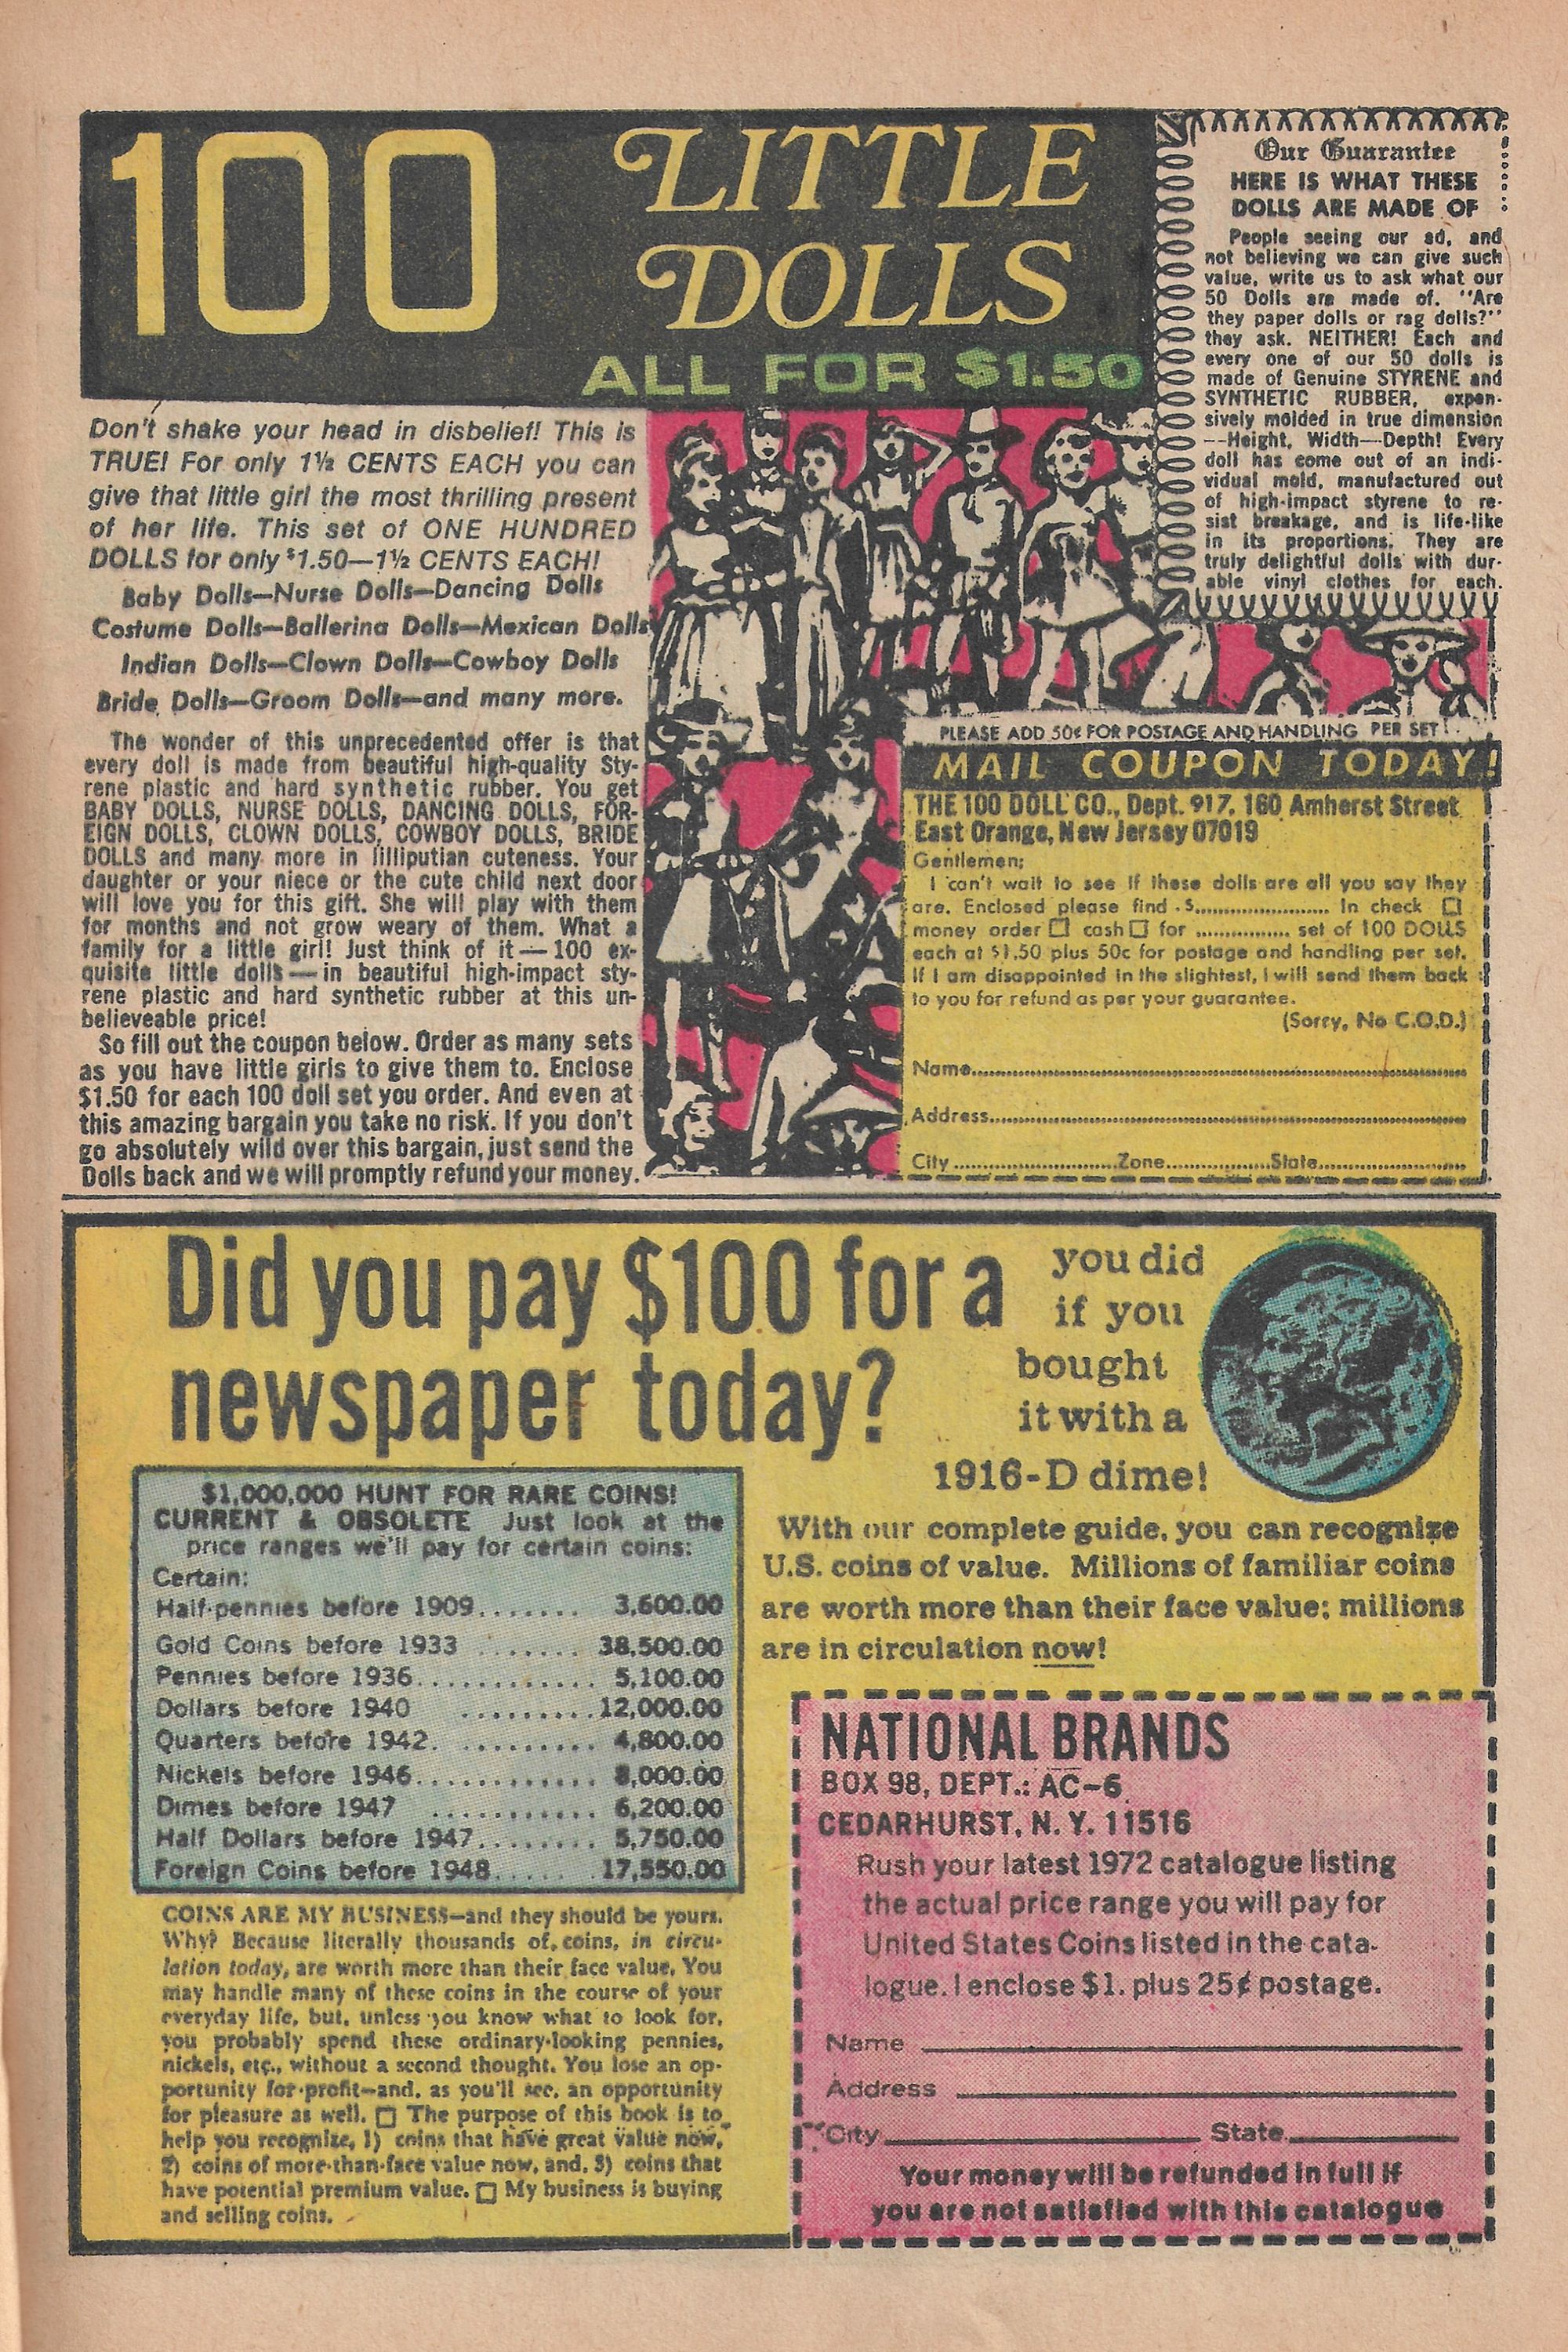 100
LITTLE
DOLLS
ALL FOR $1.50
Our Guarantee
HERE IS WHAT THESE
DOLLS ARE MADE OF
People seeing our ad, and
not believing we can give such
value, write us to ask what our
50 Dolls are made of. "Are
they paper dolls or rag dolls?"
they ask. NEITHER! Each and
every one of our 50 dolls is
made of Genuine STYRENE and
SYNTHETIC RUBBER, expen-
sively molded in true dimension
--Height, Width—Depth! Every
doll has come out of an indi-
vidual mold, manufactured out
of high-impact styrene to re-
sist breakage, and is life-like
in its proportions. They are
truly delightful dolls with dur-
able vinyl clothes for each.
Don't shake your head in disbelief! This is
TRUE! For only 1½ CENTS EACH you can
give that little girl the most thrilling present
of her life. This set of ONE HUNDRED
DOLLS for only $1.50—1½ CENTS EACH!
Baby Dolls—Nurse Dolls—Dancing Dolls
Costume Dolls—Ballerina Dolls—Mexican Dolls
Indian Dolls—Clown Dolls—Cowboy Dolls
Bride Dolls—Groom Dolls—and many more.
The wonder of this unprecedented offer is that
every doll is made from beautiful high-quality Sty-
rene plastic and hard synthetic rubber. You get
BABY DOLLS, NURSE DOLLS, DANCING DOLLS, FOR-
EIGN DOLLS, CLOWN DOLLS, COWBOY DOLLS, BRIDE
DOLLS and many more in lilliputian cuteness. Your
daughter or your niece or the cute child next door
will love you for this gift. She will play with them
for months and not grow weary of them. What a
family for a little girl! Just think of it—100 ex-
quisite little dolls—in beautiful high-impact sty-
rene plastic and hard synthetic rubber at this un-
believeable price!
So fill out the coupon below. Order as many sets
as you have little girls to give them to. Enclose
$1.50 for each 100 doll set you order. And even at
this amazing bargain you take no risk. If you don't
go absolutely wild over this bargain, just send the
Dolls back and we will promptly refund your money.
PLEASE ADD 50¢ FOR POSTAGE AND HANDLING PER SET!
MAIL COUPON TODAY!
THE 100 DOLL CO., Dept. 917, 160 Amherst Street
East Orange, New Jersey 07019
Gentlemen:
I can't wait to see if these dolls are all you say they
are. Enclosed please find $........................ In check □
money order □ cash □ for ................ set of 100 DOLLS
each at $1.50 plus 50c for postage and handling per set.
If I am disappointed in the slightest, I will send them back
to you for refund as per your guarantee.
(Sorry, No C.O.D.)
Name........................
Address........................
City........................Zone................State................
Did you pay $100 for a
newspaper today?
you did
if you
bought
it with a
1916-D dime!
$1,000,000 HUNT FOR RARE COINS!
CURRENT & OBSOLETE Just look at the
price ranges we'll pay for certain coins:
Certain:
Half-pennies before 1909....... 3,600.00
Gold Coins before 1933 ....... 38,500.00
Pennies before 1936............. 5,100.00
Dollars before 1940 .........12,000.00
Quarters before 1942. .......... 4,800.00
Nickels before 1946............. 8,000.00
Dimes before 1947 ............ 6,200.00
Half Dollars before 1947........ 5,750.00
Foreign Coins before 1948.......17,550.00
With our complete guide, you can recognize
U.S. coins of value. Millions of familiar coins
are worth more than their face value; millions
are in circulation now!
COINS ARE MY BUSINESS—and they should be yours.
Why? Because literally thousands of coins, in circu-
lation today, are worth more than their face value. You
may handle many of these coins in the course of your
everyday life, but, unless you know what to look for,
you probably spend these ordinary-looking pennies,
nickels, etc., without a second thought. You lose an op-
portunity for profit—and, as you'll see, an opportunity
for pleasure as well. □ The purpose of this book is to
help you recognize, 1) coins that have great value now,
2) coins of more-than-face value now, and, 3) coins that
have potential premium value. □ My business is buying
and selling coins.
NATIONAL BRANDS
BOX 98, DEPT.: AC-6
CEDARHURST, N. Y. 11516
Rush your latest 1972 catalogue listing
the actual price range you will pay for
United States Coins listed in the cata-
logue. I enclose $1. plus 25¢ postage.
Name
Address
City State
Your money will be refunded in full if
you are not satisfied with this catalogue